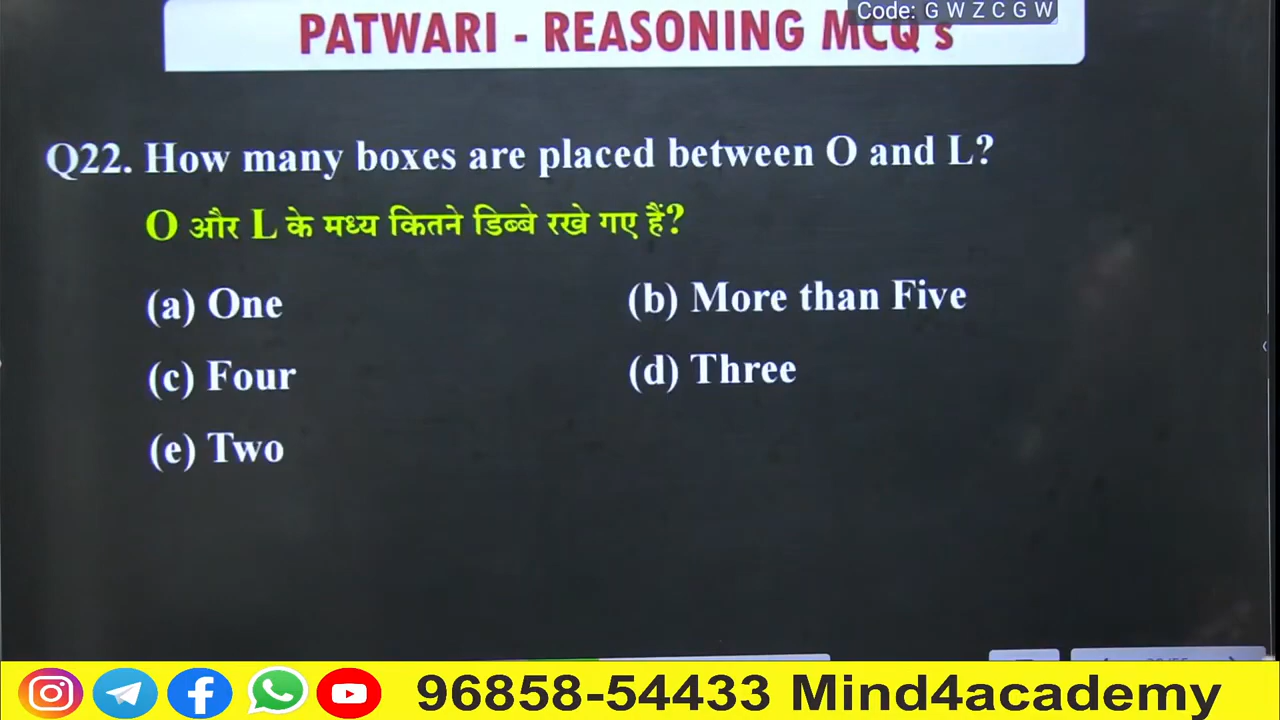 Code: G W Z C G W
PATWARI - REASONING MCQ's
Q22. How many boxes are placed between O and L?
O और L के मध्य कितने डिब्बे रखे गए हैं?
(a) One
(b) More than Five
(c) Four
(d) Three
(e) Two
96858-54433 Mind4academy